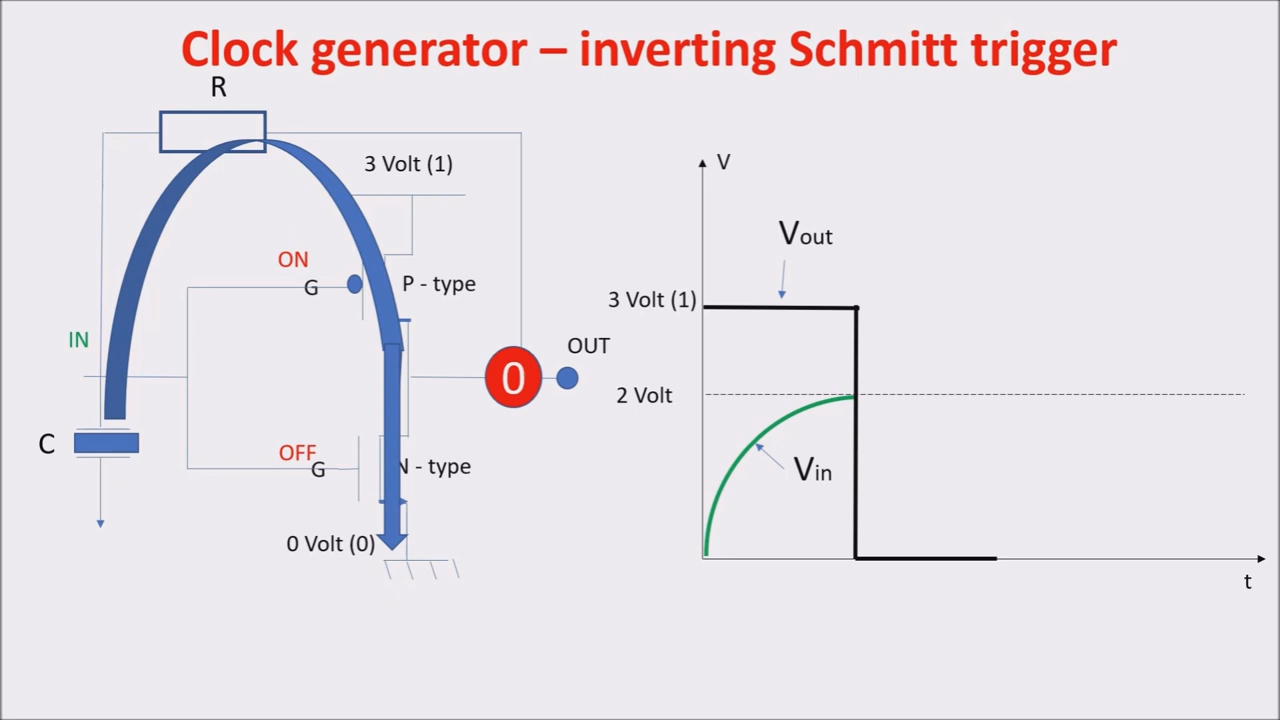 Clock generator – inverting Schmitt trigger
R
3 Volt (1)
V
Vout
ON
G
P - type
3 Volt (1)
IN
OUT
0
2 Volt
C
OFF
G
N - type
Vin
0 Volt (0)
t